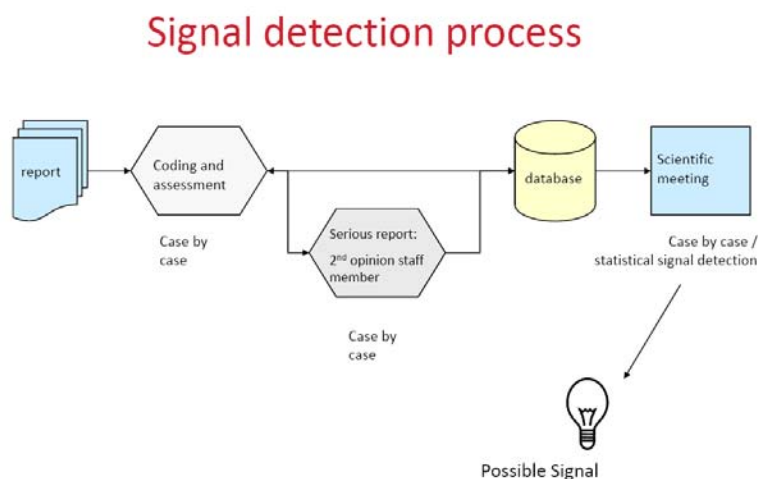 Signal detection process
report
Coding and
assessment
Case by
case
Serious report:
2nd opinion staff
member
Case by
case
database
Scientific
meeting
Case by case /
statistical signal detection
Possible Signal